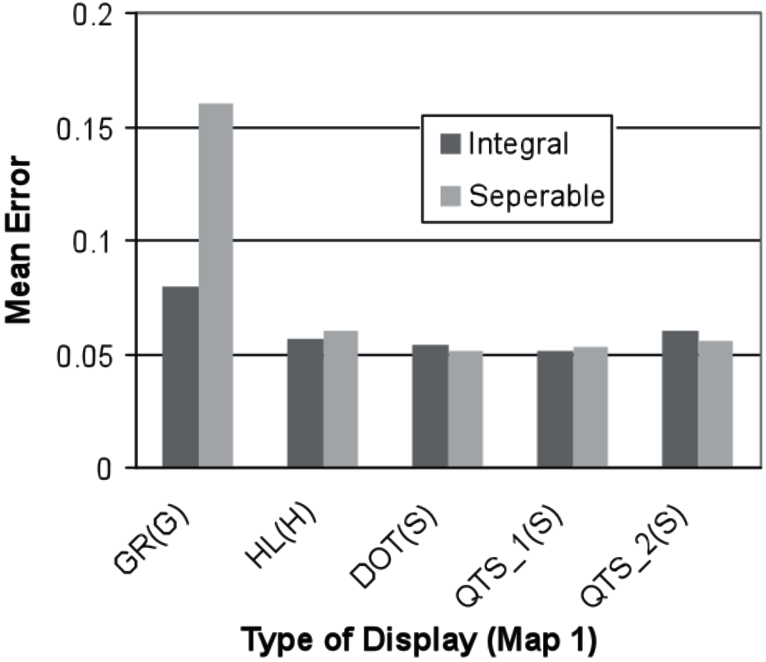 0.2
0.15
0.1
0.05
0
Mean Error
Integral
Seperable
GR(G)
HL(H)
DOT(S)
QTS_1(S)
QTS_2(S)
Type of Display (Map 1)